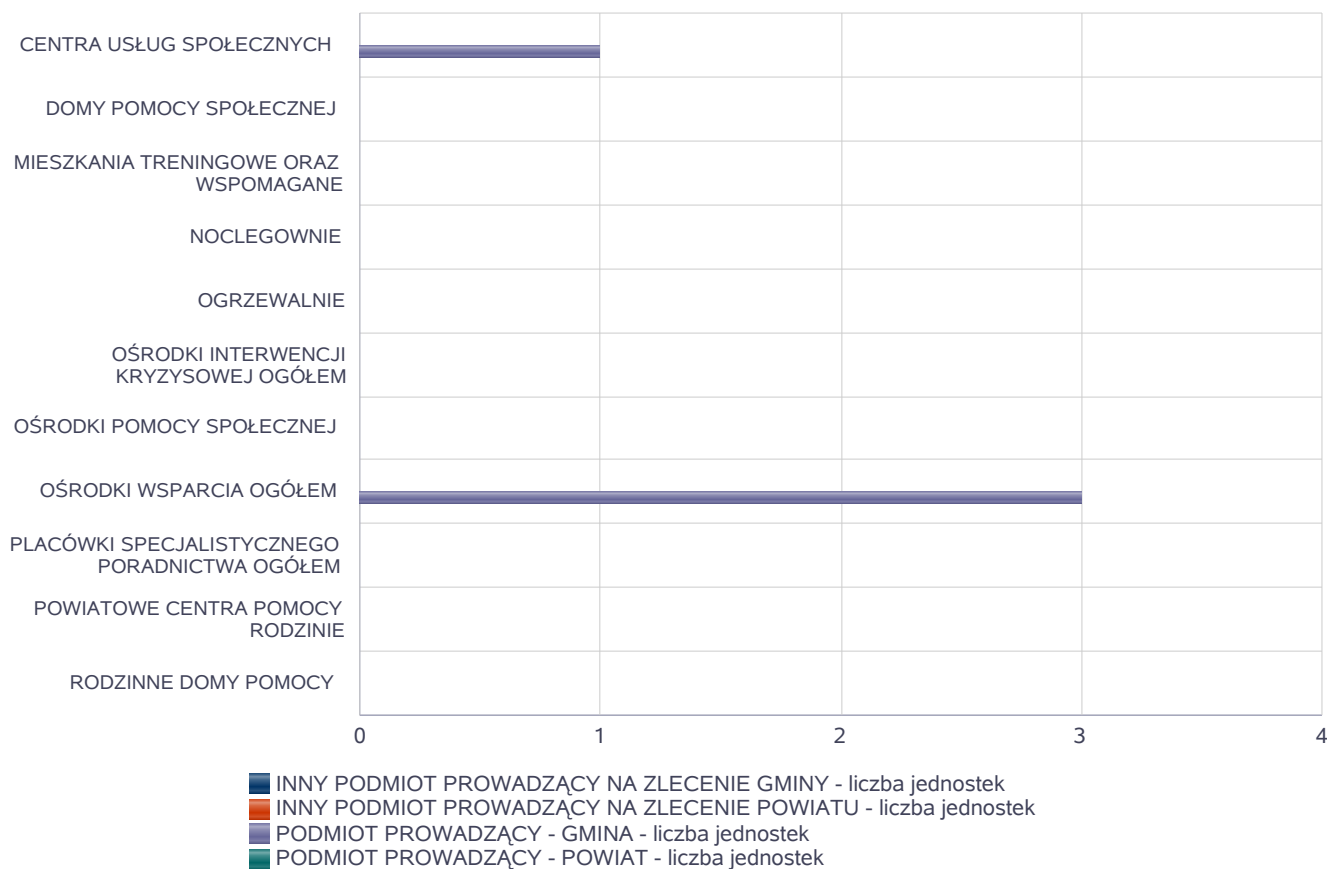 CENTRA USŁUG SPOŁECZNYCH
DOMY POMOCY SPOŁECZNEJ
MIESZKANIA TRENINGOWE ORAZ
WSPOMAGANE
NOCLEGOWNIE
OGRZEWALNIE
OŚRODKI INTERWENCJI
KRYZYSOWEJ OGÓŁEM
OŚRODKI POMOCY SPOŁECZNEJ
OŚRODKI WSPARCIA OGÓŁEM
PLACÓWKI SPECJALISTYCZNEGO
PORADNICTWA OGÓŁEM
POWIATOWE CENTRA POMOCY
RODZINIE
RODZINNE DOMY POMOCY
0 1 2 3 4
INNY PODMIOT PROWADZĄCY NA ZLECENIE GMINY - liczba jednostek
INNY PODMIOT PROWADZĄCY NA ZLECENIE POWIATU - liczba jednostek
PODMIOT PROWADZĄCY - GMINA - liczba jednostek
PODMIOT PROWADZĄCY - POWIAT - liczba jednostek